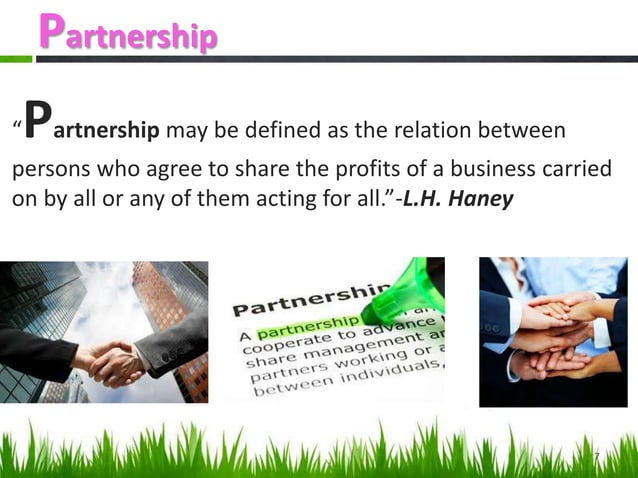 Partnership
“Partnership may be defined as the relation between
persons who agree to share the profits of a business carried
on by all or any of them acting for all.”-L.H. Haney
Partnership
A partnership
cooperate to advance
share management a
partners working or
between individuals,
7